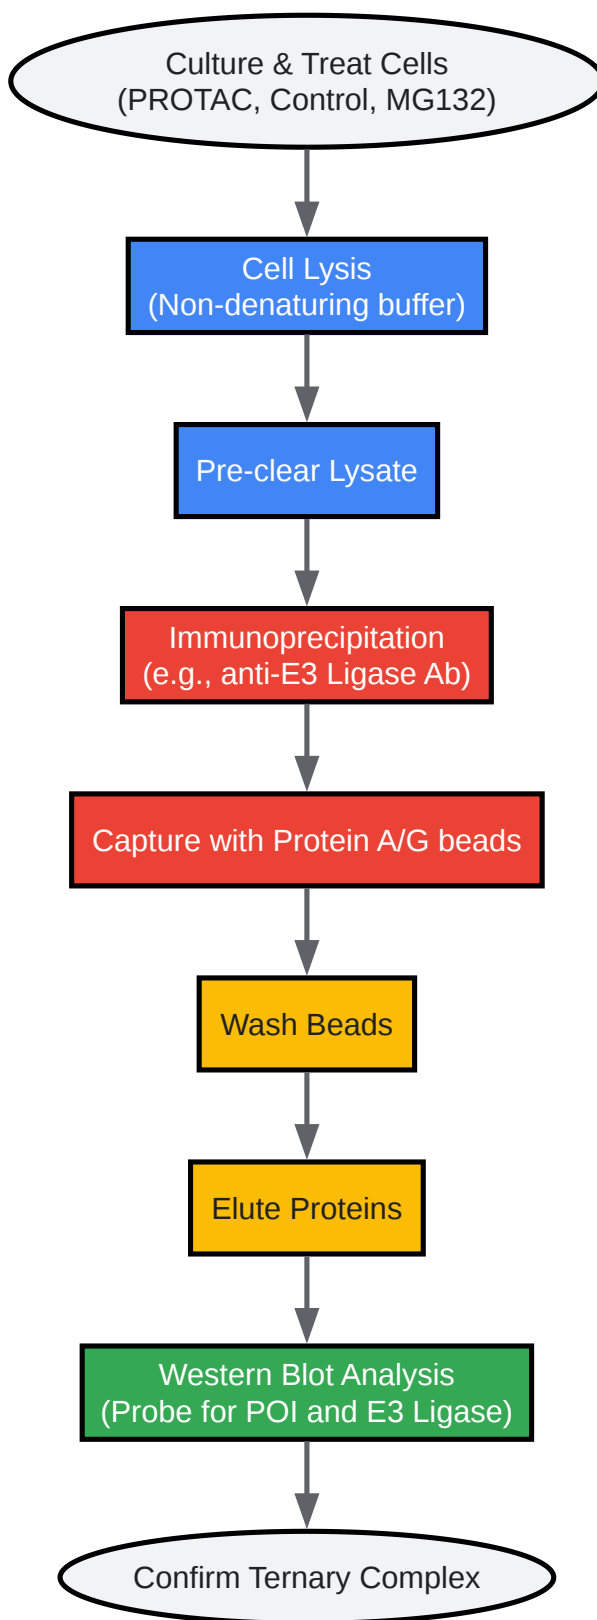 Culture & Treat Cells
(PROTAC, Control, MG132)
Cell Lysis
(Non-denaturing buffer)
Pre-clear Lysate
Immunoprecipitation
(e.g., anti-E3 Ligase Ab)
Capture with Protein A/G beads
Wash Beads
Elute Proteins
Western Blot Analysis
(Probe for POI and E3 Ligase)
Confirm Ternary Complex